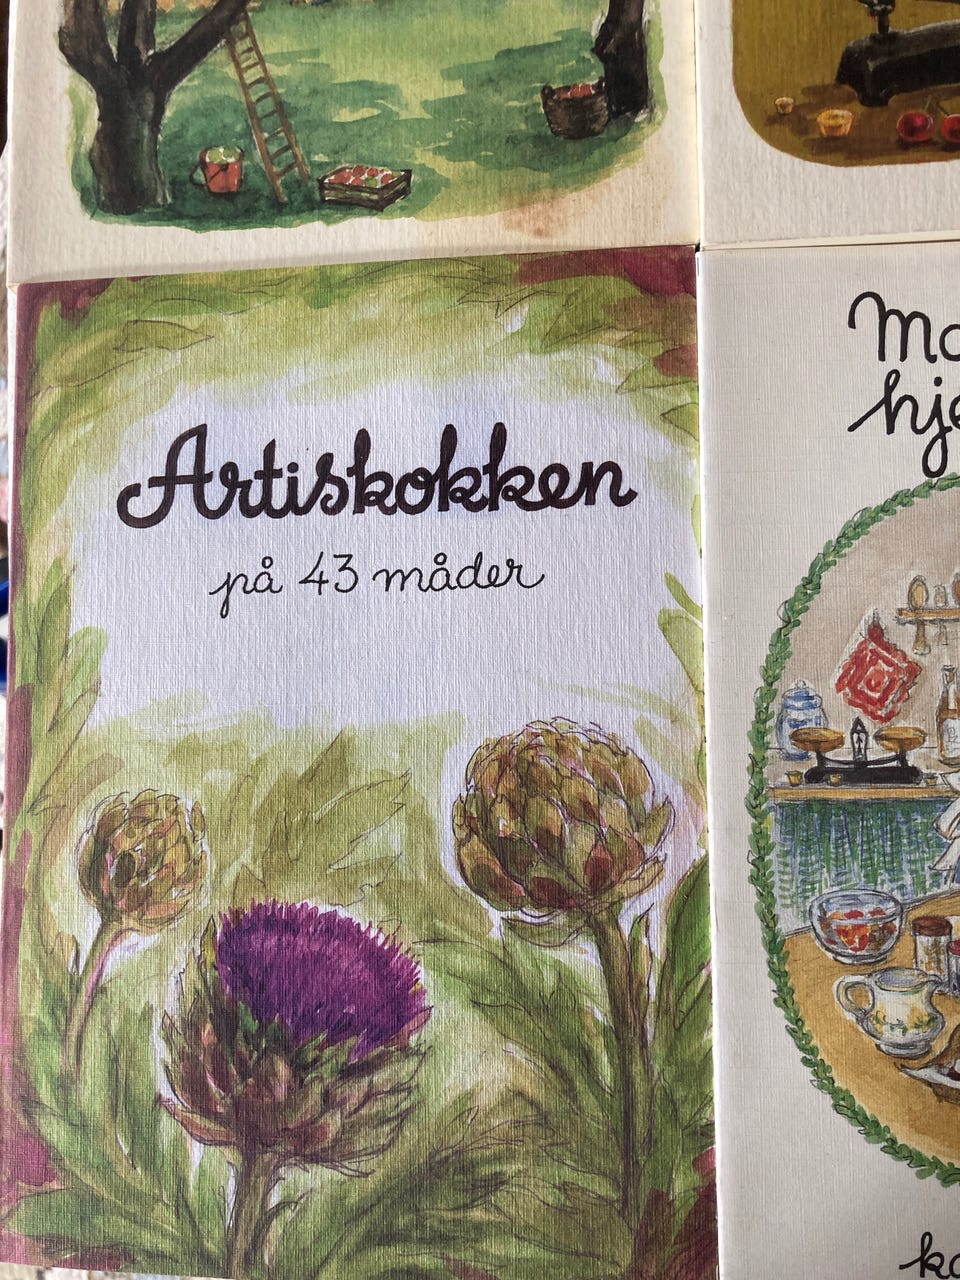 Artiskokken
på 43 måder